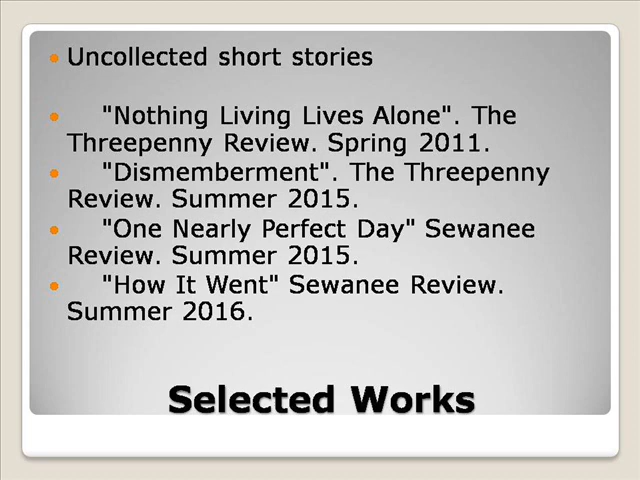 Uncollected short stories
"Nothing Living Lives Alone". The
Threepenny Review. Spring 2011.
"Dismemberment". The Threepenny
Review. Summer 2015.
"One Nearly Perfect Day" Sewanee
Review. Summer 2015.
"How It Went" Sewanee Review.
Summer 2016.
Selected Works